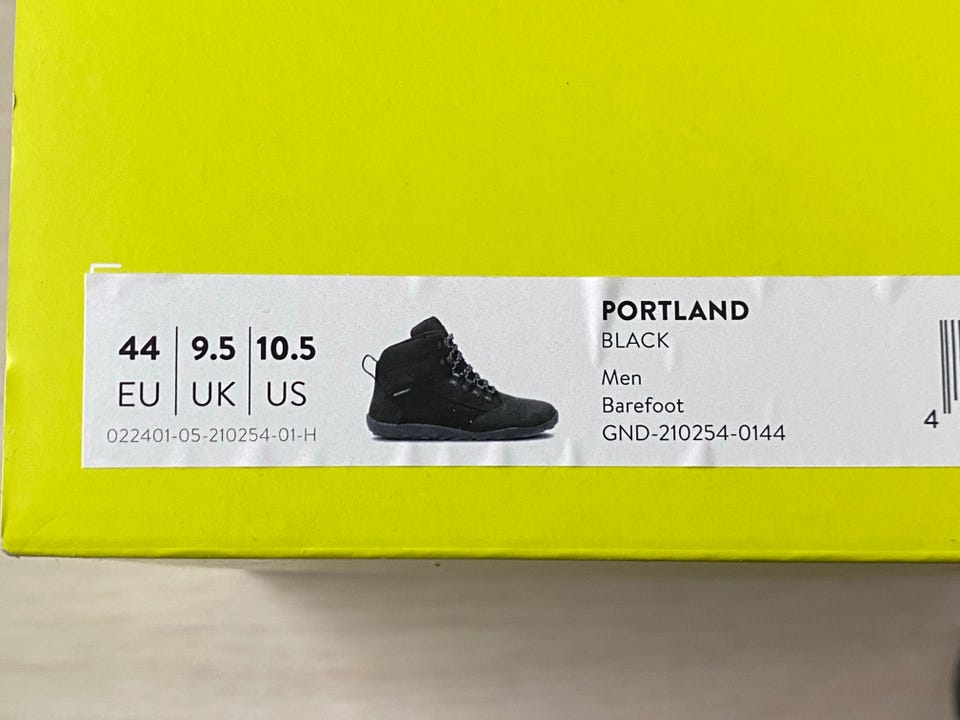 44 9.5 10.5
EU UK US
022401-05-210254-01-H
PORTLAND
BLACK
Men
Barefoot
GND-210254-0144
4